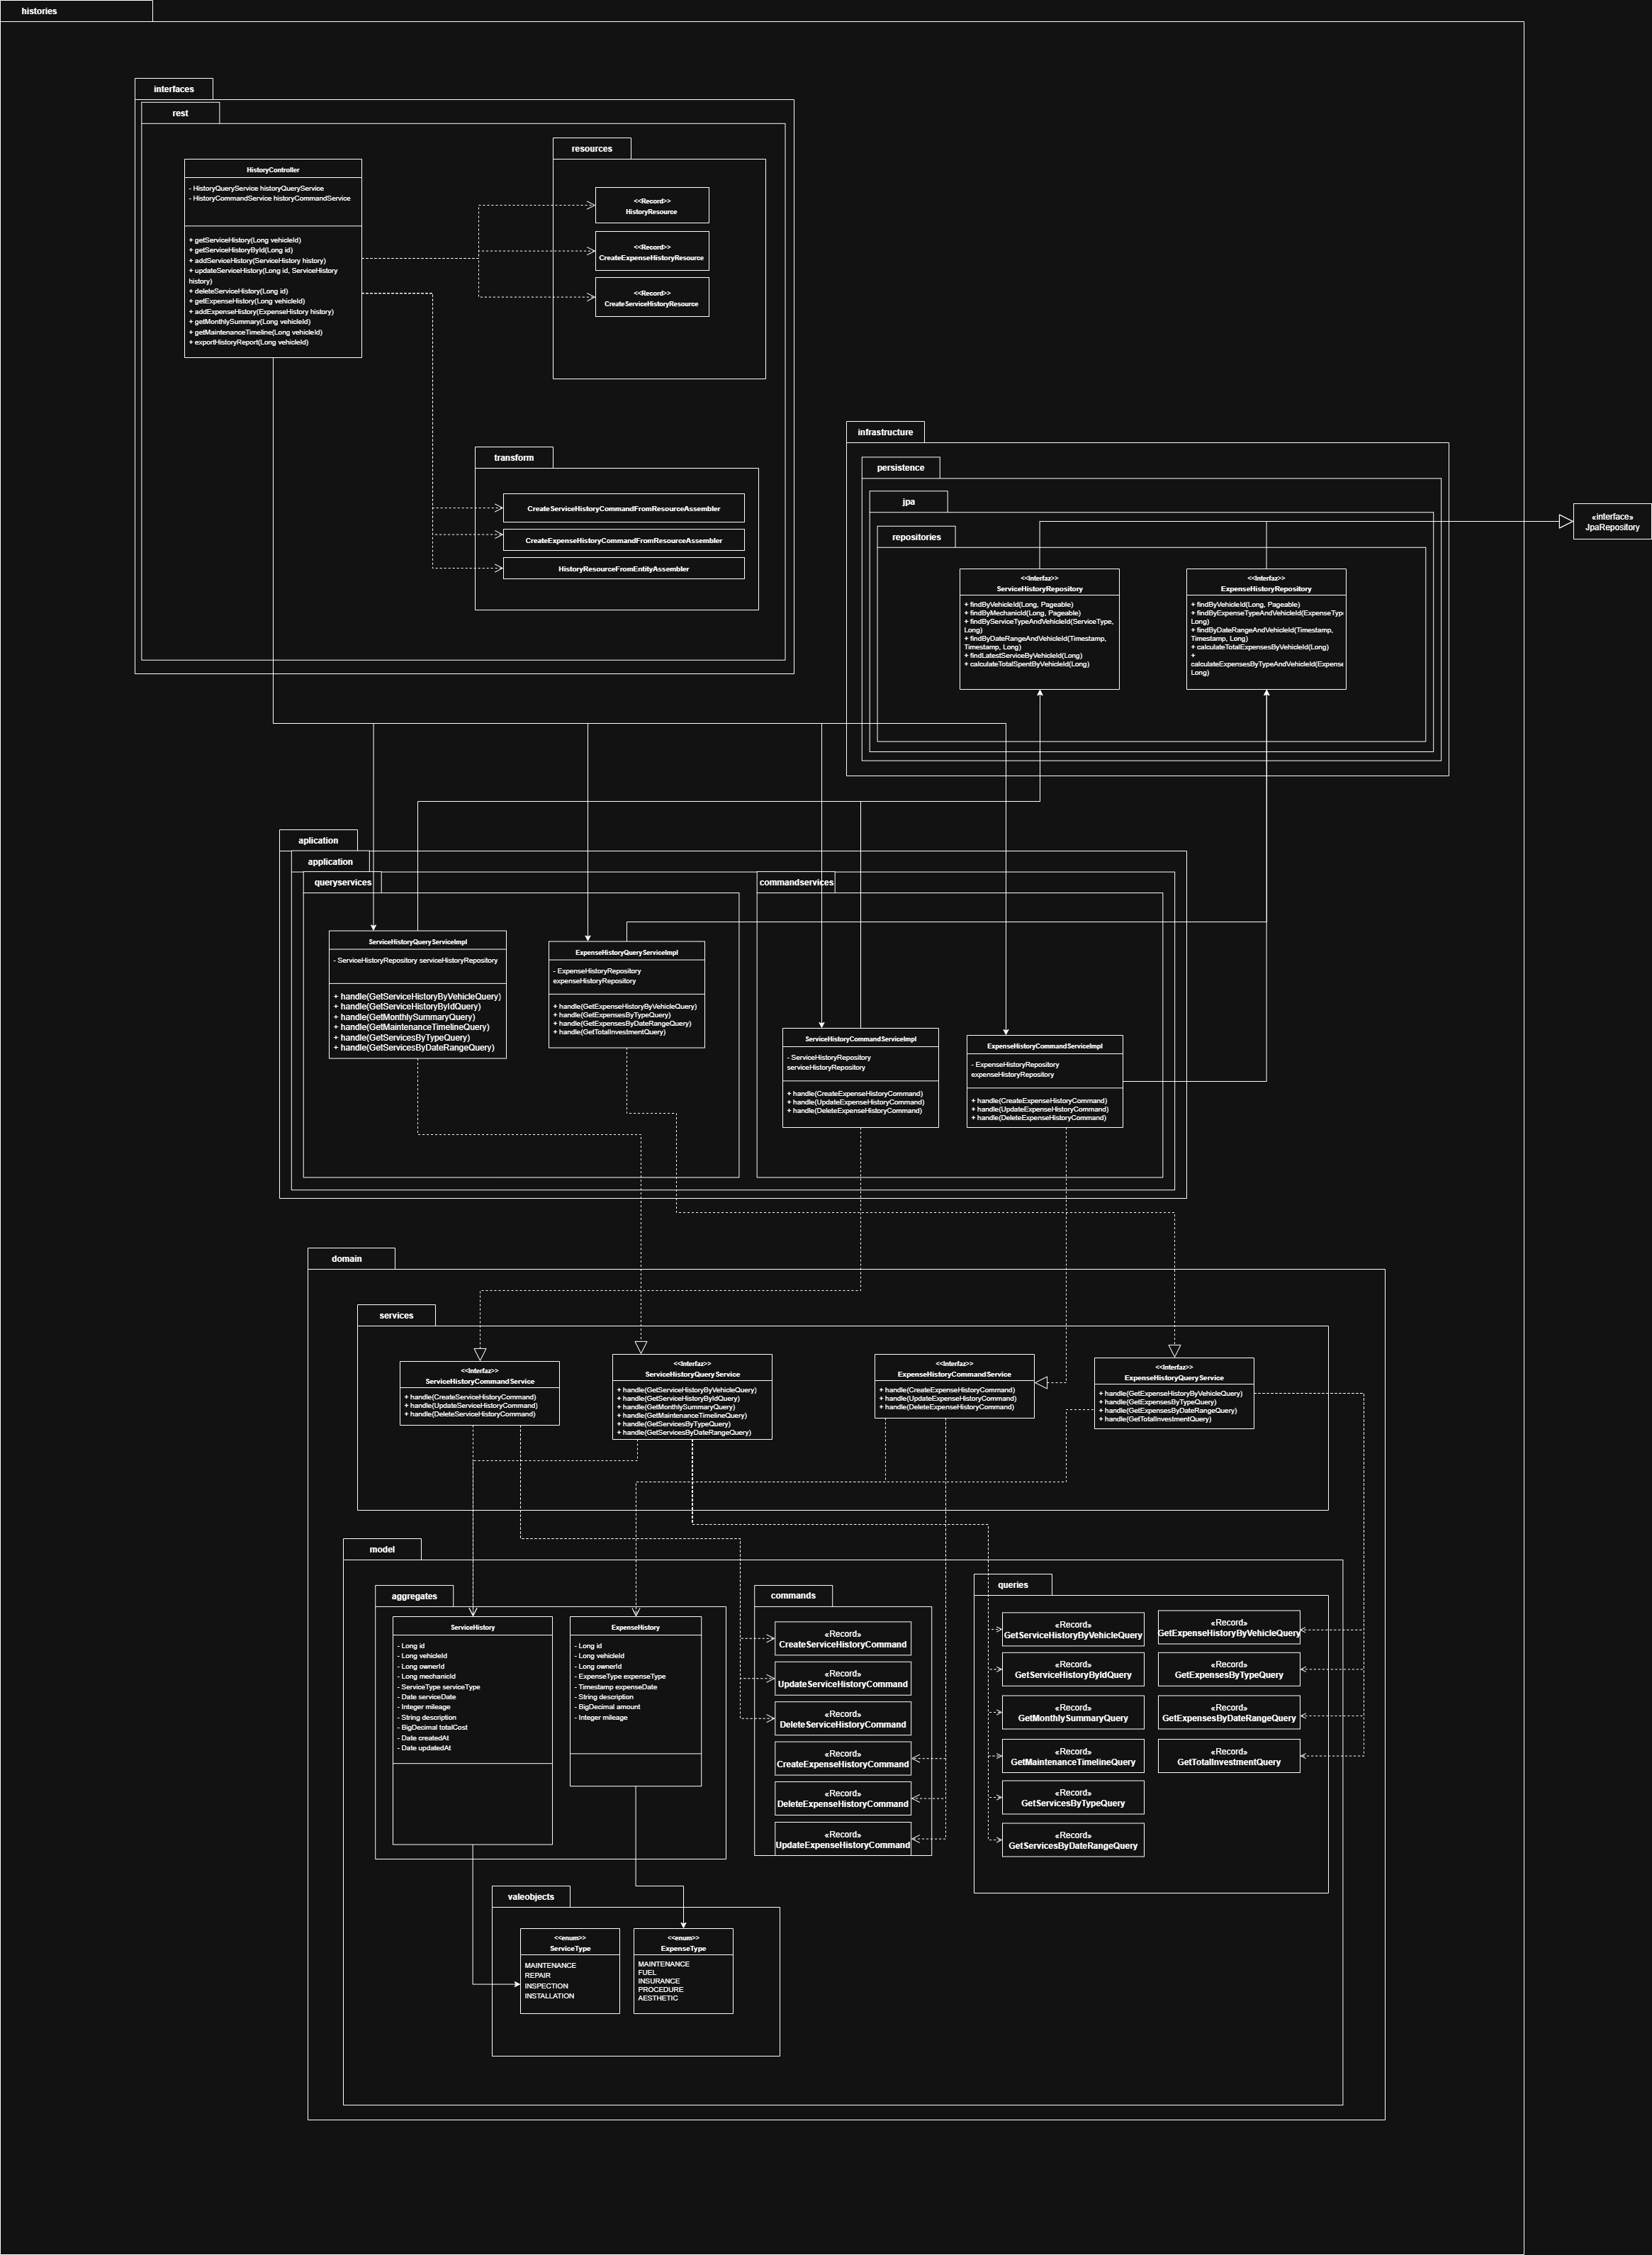 histories
interfaces
rest
HistoryController
- HistoryQueryService historyQueryService
- HistoryCommandService historyCommandService
+ getServiceHistory(Long vehicleId)
+ getServiceHistoryById(Long id)
+ addServiceHistory(ServiceHistory history)
+ updateServiceHistory(Long id, ServiceHistory
history)
+ deleteServiceHistory(Long id)
+ getExpenseHistory(Long vehicleId)
+ addExpenseHistory(ExpenseHistory history)
+ getMonthlySummary(Long vehicleId)
+ getMaintenanceTimeline(Long vehicleId)
+ exportHistoryReport(Long vehicleId)
resources
<<Record>>
HistoryResource
<<Record>>
CreateExpenseHistoryResource
<<Record>>
CreateServiceHistoryResource
transform
CreateServiceHistoryCommandFromResourceAssembler
CreateExpenseHistoryCommandFromResourceAssembler
HistoryResourceFromEntityAssembler
infrastructure
persistence
jpa
repositories
<<Interfaz>>
ServiceHistoryRepository
+ findByVehicleId(Long, Pageable)
+ findByMechanicId(Long, Pageable)
+ findByServiceTypeAndVehicleId(ServiceType,
Long)
+ findByDateRangeAndVehicleId(Timestamp,
Timestamp, Long)
+ findLatestServiceByVehicleId(Long)
+ calculateTotalSpentByVehicleId(Long)
<<Interfaz>>
ExpenseHistoryRepository
+ findByVehicleId(Long, Pageable)
+ findByExpenseTypeAndVehicleId(ExpenseTyp
Long)
+ findByDateRangeAndVehicleId(Timestamp,
Timestamp, Long)
+ calculateTotalExpensesByVehicleId(Long)
+
calculateExpensesByTypeAndVehicleId(Expense
Long)
«interface»
JpaRepository
aplication
application
queryservices
ServiceHistoryQueryServiceImpl
- ServiceHistoryRepository serviceHistoryRepository
+ handle(GetServiceHistoryByVehicleQuery)
+ handle(GetServiceHistoryByIdQuery)
+ handle(GetMonthlySummaryQuery)
+ handle(GetMaintenanceTimelineQuery)
+ handle(GetServicesByTypeQuery)
+ handle(GetServicesByDateRangeQuery)
ExpenseHistoryQueryServiceImpl
- ExpenseHistoryRepository
expenseHistoryRepository
+ handle(GetExpenseHistoryByVehicleQuery)
+ handle(GetExpensesByTypeQuery)
+ handle(GetExpensesByDateRangeQuery)
+ handle(GetTotalInvestmentQuery)
commandservices
ServiceHistoryCommandServiceImpl
- ServiceHistoryRepository
serviceHistoryRepository
+ handle(CreateExpenseHistoryCommand)
+ handle(UpdateExpenseHistoryCommand)
+ handle(DeleteExpenseHistoryCommand)
ExpenseHistoryCommandServiceImpl
- ExpenseHistoryRepository
expenseHistoryRepository
+ handle(CreateExpenseHistoryCommand)
+ handle(UpdateExpenseHistoryCommand)
+ handle(DeleteExpenseHistoryCommand)
domain
services
<<Interfaz>>
ServiceHistoryCommandService
+ handle(CreateServiceHistoryCommand)
+ handle(UpdateServiceHistoryCommand)
+ handle(DeleteServiceHistoryCommand)
<<Interfaz>>
ServiceHistoryQueryService
+ handle(GetServiceHistoryByVehicleQuery)
+ handle(GetServiceHistoryByIdQuery)
+ handle(GetMonthlySummaryQuery)
+ handle(GetMaintenanceTimelineQuery)
+ handle(GetServicesByTypeQuery)
+ handle(GetServicesByDateRangeQuery)
<<Interfaz>>
ExpenseHistoryCommandService
+ handle(CreateExpenseHistoryCommand)
+ handle(UpdateExpenseHistoryCommand)
+ handle(DeleteExpenseHistoryCommand)
<<Interfaz>>
ExpenseHistoryQueryService
+ handle(GetExpenseHistoryByVehicleQuery)
+ handle(GetExpensesByTypeQuery)
+ handle(GetExpensesByDateRangeQuery)
+ handle(GetTotalInvestmentQuery)
model
aggregates
ServiceHistory
- Long id
- Long vehicleId
- Long ownerId
- Long mechanicId
- ServiceType serviceType
- Date serviceDate
- Integer mileage
- String description
- BigDecimal totalCost
- Date createdAt
- Date updatedAt
ExpenseHistory
- Long id
- Long vehicleId
- Long ownerId
- ExpenseType expenseType
- Timestamp expenseDate
- String description
- BigDecimal amount
- Integer mileage
commands
«Record»
CreateServiceHistoryCommand
«Record»
UpdateServiceHistoryCommand
«Record»
DeleteServiceHistoryCommand
«Record»
CreateExpenseHistoryCommand
«Record»
DeleteExpenseHistoryCommand
«Record»
UpdateExpenseHistoryCommand
queries
«Record»
GetServiceHistoryByVehicleQuery
«Record»
GetServiceHistoryByIdQuery
«Record»
GetMonthlySummaryQuery
«Record»
GetMaintenanceTimelineQuery
«Record»
GetServicesByTypeQuery
«Record»
GetServicesByDateRangeQuery
«Record»
GetExpenseHistoryByVehicleQuery
«Record»
GetExpensesByTypeQuery
«Record»
GetExpensesByDateRangeQuery
«Record»
GetTotalInvestmentQuery
valeobjects
<<enum>>
ServiceType
MAINTENANCE
REPAIR
INSPECTION
INSTALLATION
<<enum>>
ExpenseType
MAINTENANCE
FUEL
INSURANCE
PROCEDURE
AESTHETIC